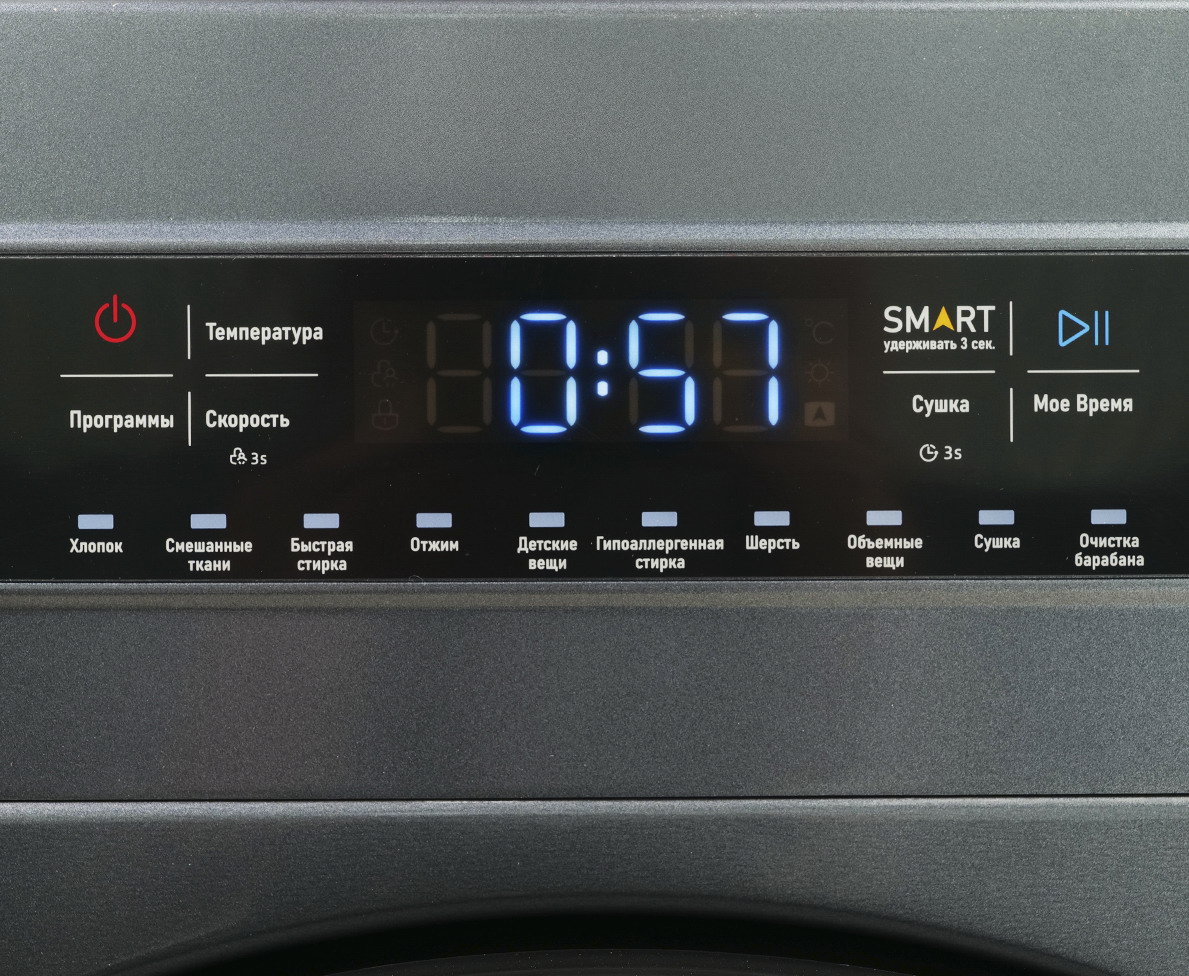 Температура
Программы
Скорость
3s
0:57
°C
SMART
удерживать 3 сек.
Сушка
3s
Мое Время
Хлопок
Смешанные
ткани
Быстрая
стирка
Отжим
Детские
вещи
Гипоаллергенная
стирка
Шерсть
Объемные
вещи
Сушка
Очистка
барабана